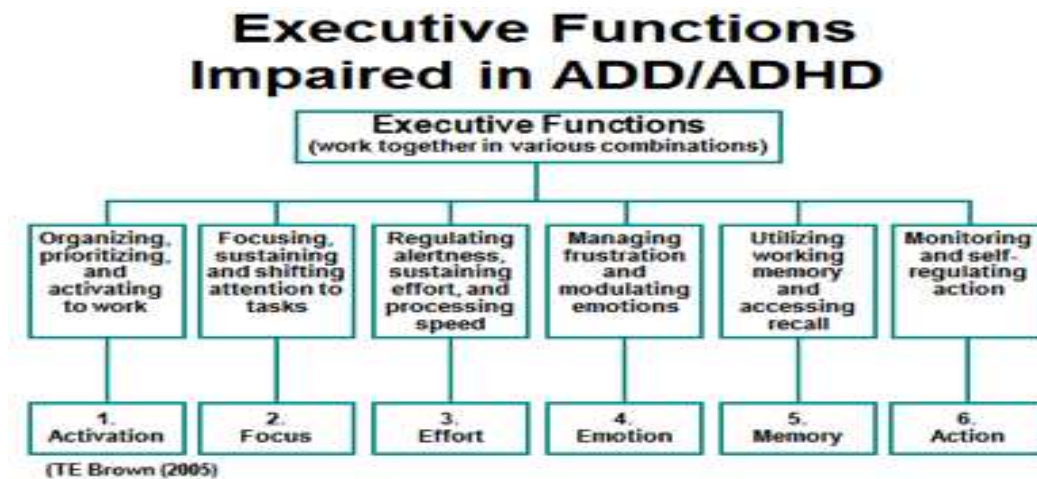 Executive Functions
Impaired in ADD/ADHD
Executive Functions
(work together in various combinations)
Organizing,
prioritizing,
and
activating
to work
Focusing,
sustaining
and shifting
attention to
tasks
Regulating
alertness,
sustaining
effort, and
processing
speed
Managing
frustration
and
modulating
emotions
Utilizing
working
memory
and
accessing
recall
Monitoring
and self-
regulating
action
1.
Activation
2.
Focus
3.
Effort
4.
Emotion
5.
Memory
6.
Action
(TE Brown (2005)